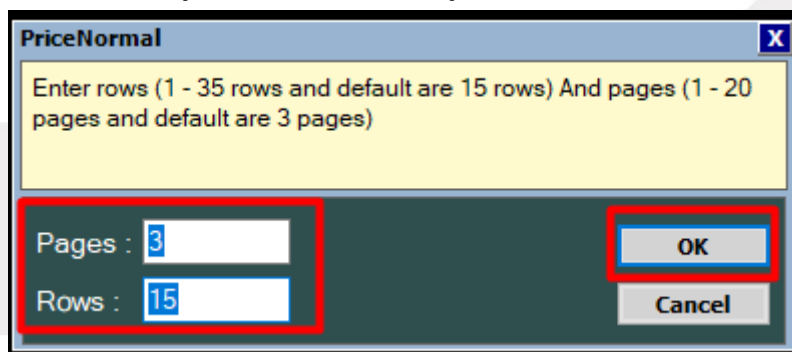 PriceNormal
X
Enter rows (1 - 35 rows and default are 15 rows) And pages (1 - 20
pages and default are 3 pages)
Pages : 3
OK
Rows : 15
Cancel